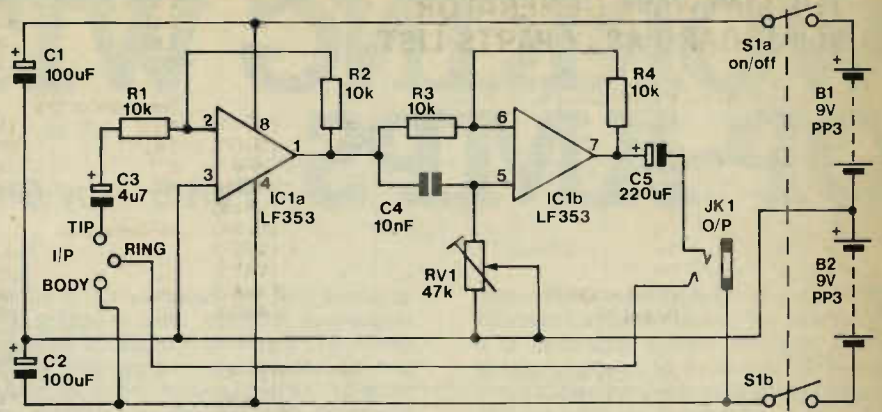 C1
100uF
R1
10k
R2
10k
R3
10k
R4
10k
S1a
on/off
B1
9V
PP3
2
8
1
3
4
IC1a
LF353
6
7
5
IC1b
LF353
C3
4u7
C4
10nF
C5
220uF
JK1
O/P
TIP
I/P
RING
BODY
RV1
47k
B2
9V
PP3
C2
100uF
S1b
+
+
+
+
+
+